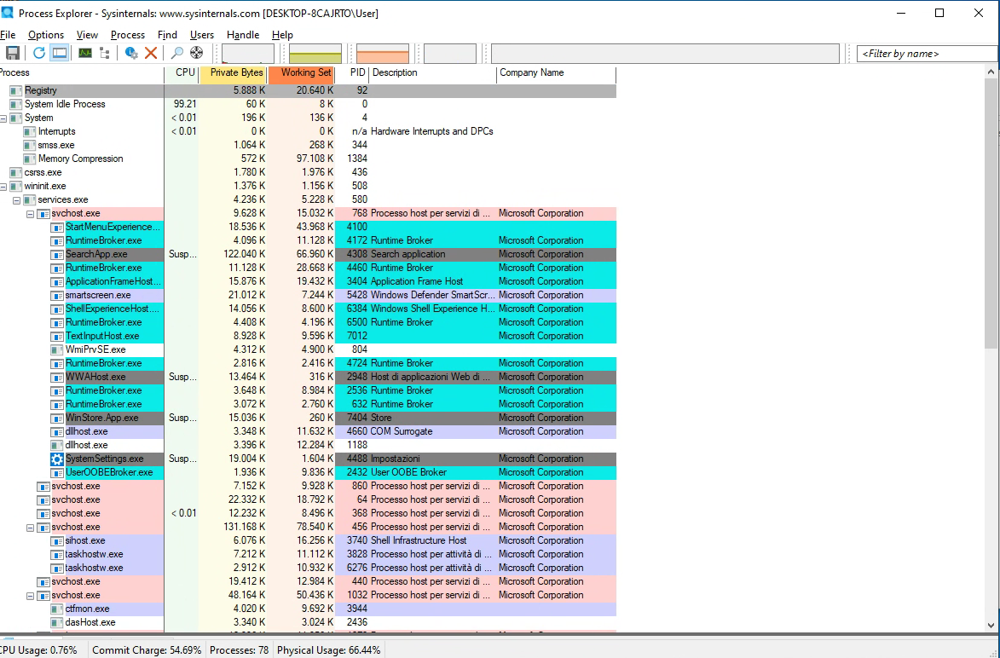 Process Explorer - Sysinternals: www.sysinternals.com [DESKTOP-8CAJRTO\User]
File Options View Process Find Users Handle Help
<Filter by name>
Process CPU Private Bytes Working Set PID Description Company Name
Registry 5.888 K 20.640 K 92
System Idle Process 99.21 60 K 8 K 0
System < 0.01 196 K 136 K 4
Interrupts < 0.01 0 K 0 K n/a Hardware Interrupts and DPCs
smss.exe 1.064 K 268 K 344
Memory Compression 572 K 97.108 K 1384
csrss.exe 1.780 K 1.976 K 436
wininit.exe 1.376 K 1.156 K 508
services.exe 4.236 K 5.228 K 580
svchost.exe 9.628 K 15.032 K 768 Processo host per servizi di ... Microsoft Corporation
StartMenuExperience... 18.536 K 43.968 K 4100
RuntimeBroker.exe 4.096 K 11.128 K 4172 Runtime Broker Microsoft Corporation
SearchApp.exe Susp... 122.040 K 66.960 K 4308 Search application Microsoft Corporation
RuntimeBroker.exe 11.128 K 28.668 K 4460 Runtime Broker Microsoft Corporation
ApplicationFrameHost... 15.876 K 19.432 K 3404 Application Frame Host Microsoft Corporation
smartscreen.exe 21.012 K 7.244 K 5428 Windows Defender SmartScr... Microsoft Corporation
ShellExperienceHost.... 14.056 K 8.600 K 6384 Windows Shell Experience H... Microsoft Corporation
RuntimeBroker.exe 4.408 K 4.196 K 6500 Runtime Broker Microsoft Corporation
TextInputHost.exe 8.928 K 9.596 K 7012 Microsoft Corporation
WmiPrvSE.exe 4.312 K 4.900 K 804
RuntimeBroker.exe 2.816 K 2.416 K 4724 Runtime Broker Microsoft Corporation
WWAHost.exe Susp... 13.464 K 316 K 2948 Host di applicazioni Web di ... Microsoft Corporation
RuntimeBroker.exe 3.648 K 8.984 K 2536 Runtime Broker Microsoft Corporation
RuntimeBroker.exe 3.072 K 2.760 K 632 Runtime Broker Microsoft Corporation
WinStore.App.exe Susp... 15.036 K 260 K 7404 Store Microsoft Corporation
dllhost.exe 3.348 K 11.632 K 4660 COM Surrogate Microsoft Corporation
dllhost.exe 3.396 K 12.284 K 1188
SystemSettings.exe Susp... 19.004 K 1.604 K 4488 Impostazioni Microsoft Corporation
UserOOBEBroker.exe 1.936 K 9.836 K 2432 User OOBE Broker Microsoft Corporation
svchost.exe 7.152 K 9.928 K 860 Processo host per servizi di ... Microsoft Corporation
svchost.exe 22.332 K 18.792 K 64 Processo host per servizi di ... Microsoft Corporation
svchost.exe < 0.01 12.232 K 8.496 K 368 Processo host per servizi di ... Microsoft Corporation
svchost.exe 131.168 K 78.540 K 456 Processo host per servizi di ... Microsoft Corporation
sihost.exe 6.076 K 16.256 K 3740 Shell Infrastructure Host Microsoft Corporation
taskhostw.exe 7.212 K 11.112 K 3828 Processo host per attività di ... Microsoft Corporation
taskhostw.exe 2.912 K 10.932 K 6276 Processo host per attività di ... Microsoft Corporation
svchost.exe 19.412 K 12.984 K 440 Processo host per servizi di ... Microsoft Corporation
svchost.exe 48.164 K 50.436 K 1032 Processo host per servizi di ... Microsoft Corporation
ctfmon.exe 4.020 K 9.692 K 3944
dasHost.exe 3.340 K 3.024 K 2436
CPU Usage: 0.76% Commit Charge: 54.69% Processes: 78 Physical Usage: 66.44%